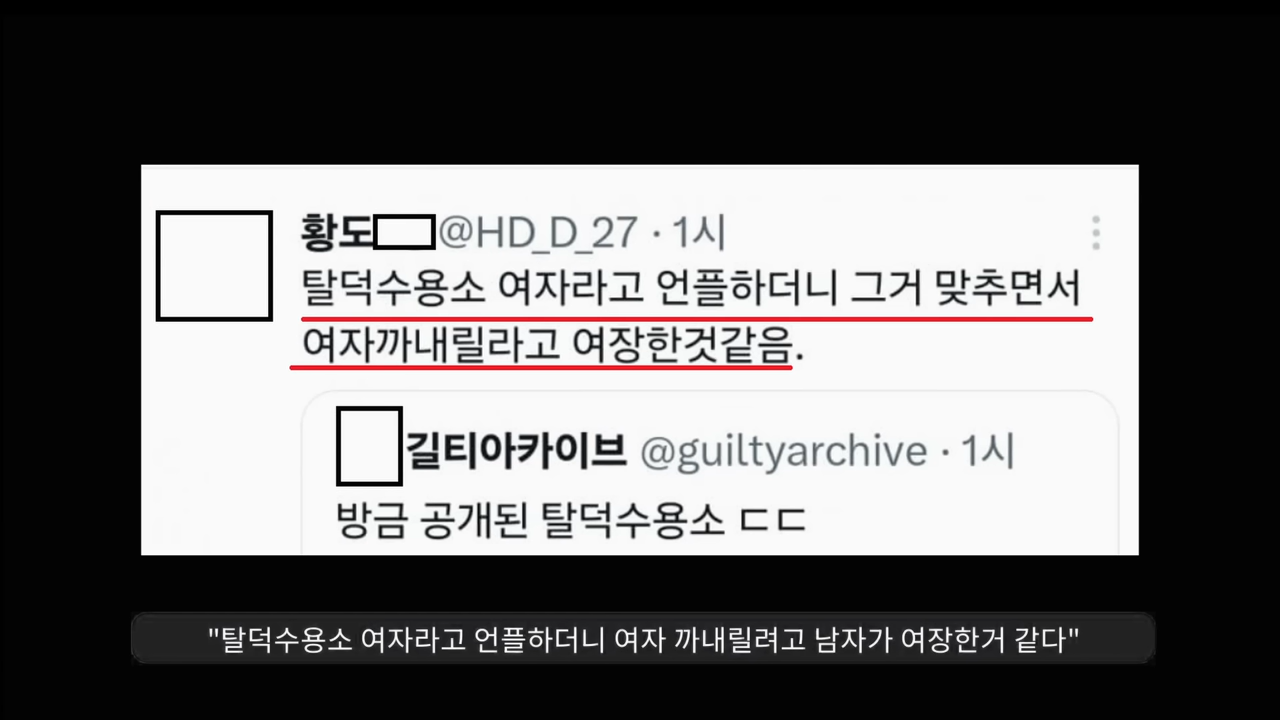 황도 @HD_D_27 · 1시
탈덕수용소 여자라고 언플하더니 그거 맞추면서
여자까내릴라고 여장한것같음.
길티아카이브 @guiltyarchive · 1시
방금 공개된 탈덕수용소 ㄷㄷ
"탈덕수용소 여자라고 언플하더니 여자 까내릴려고 남자가 여장한거 같다"